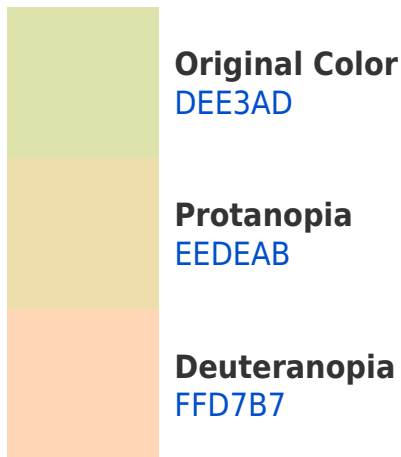 Original Color
DEE3AD
Protanopia
EEDEAB
Deuteranopia
FFD7B7